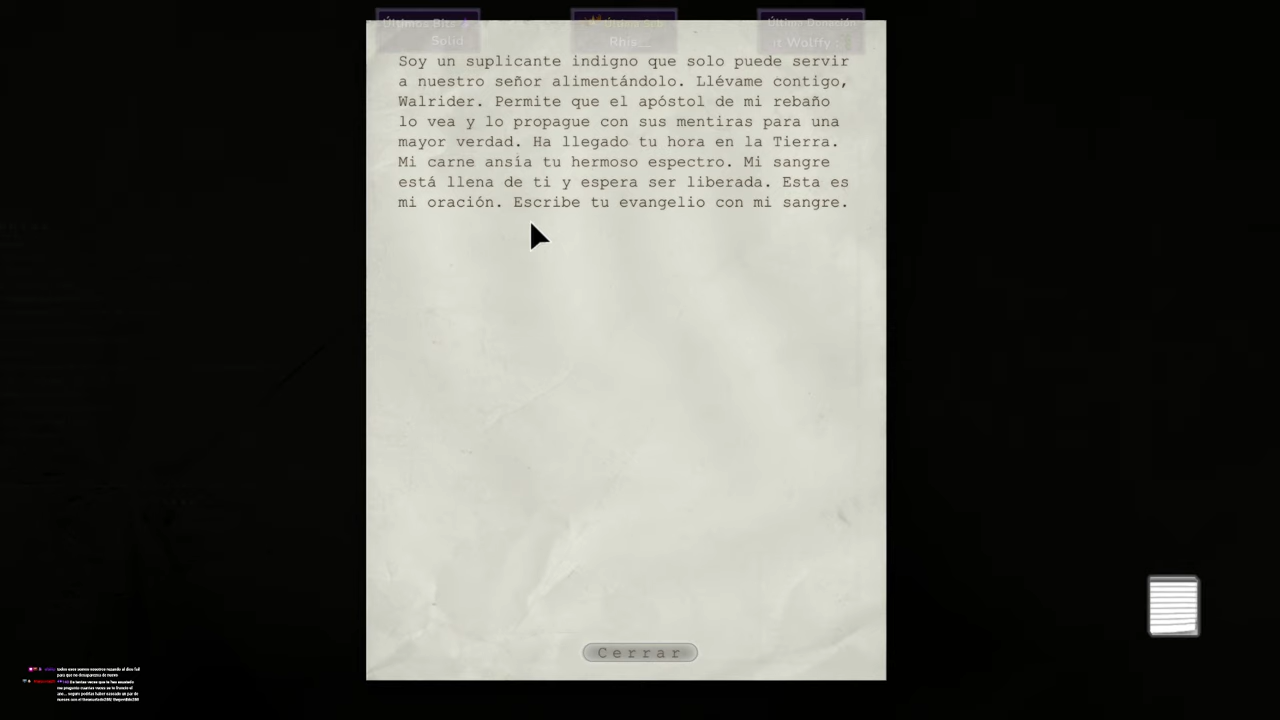 Solid
Rhis__
Wolffy :
Soy un suplicante indigno que solo puede servir
a nuestro señor alimentándolo. Llévame contigo,
Walrider. Permite que el apóstol de mi rebaño
lo vea y lo propague con sus mentiras para una
mayor verdad. Ha llegado tu hora en la Tierra.
Mi carne ansía tu hermoso espectro. Mi sangre
está llena de ti y espera ser liberada. Esta es
mi oración. Escribe tu evangelio con mi sangre.
Cerrar